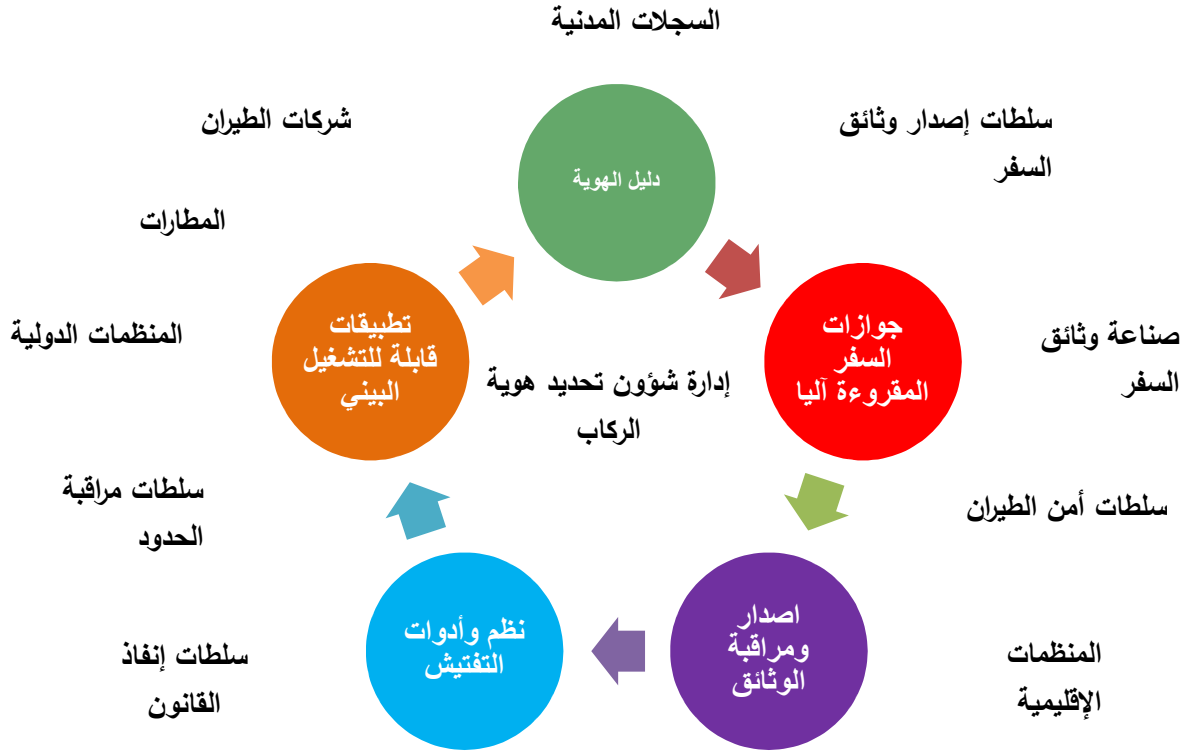 السجلات المدنية
سلطات إصدار وثائق
السفر
شركات الطيران
دليل الهوية
المطارات
جوازات
السفر
المقروءة آليا
صناعة وثائق
السفر
تطبيقات
قابلة للتشغيل
البيني
المنظمات الدولية
إدارة شؤون تحديد هوية
الركاب
سلطات أمن الطيران
سلطات مراقبة
الحدود
اصدار
ومراقبة
الوثائق
نظم وأدوات
التفتيش
المنظمات
الإقليمية
سلطات إنفاذ
القانون